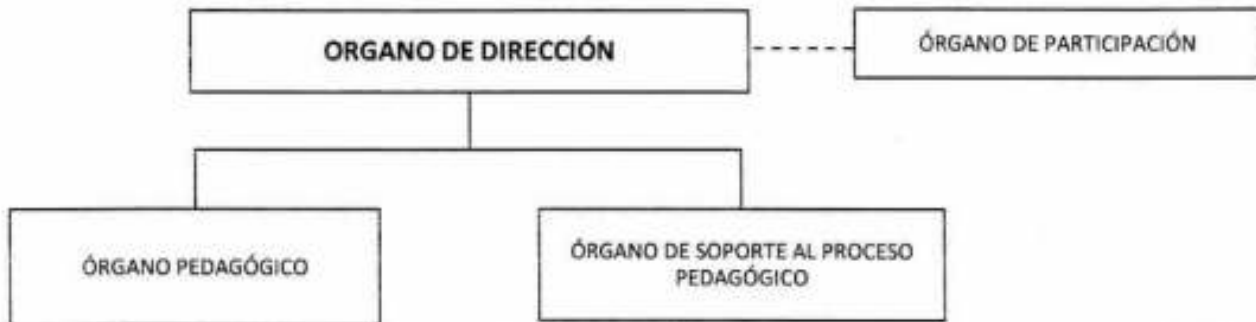 ORGANO DE DIRECCIÓN
ÓRGANO DE PARTICIPACIÓN
ÓRGANO PEDAGÓGICO
ÓRGANO DE SOPORTE AL PROCESO
PEDAGÓGICO